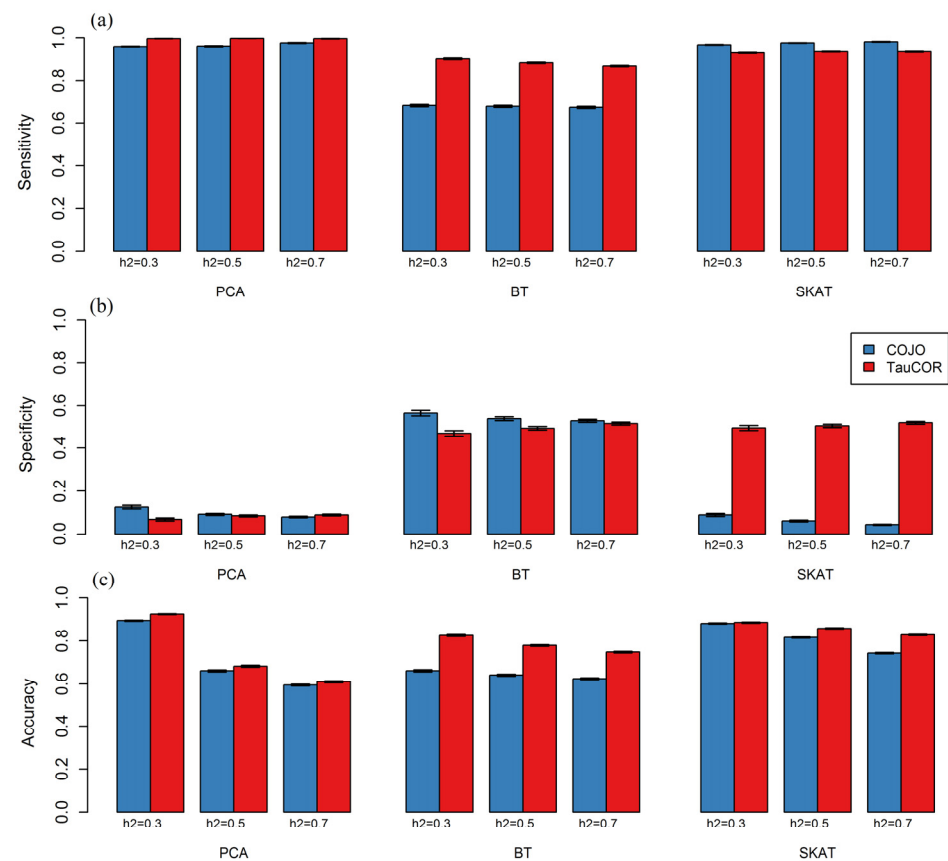 (a)
Sensitivity
1.0
0.8
0.6
0.4
0.2
0.0
h2=0.3 h2=0.5 h2=0.7 h2=0.3 h2=0.5 h2=0.7 h2=0.3 h2=0.5 h2=0.7
PCA BT SKAT
(b)
Specificity
1.0
0.8
0.6
0.4
0.2
0.0
COJO
TauCOR
h2=0.3 h2=0.5 h2=0.7 h2=0.3 h2=0.5 h2=0.7 h2=0.3 h2=0.5 h2=0.7
PCA BT SKAT
(c)
Accuracy
1.0
0.8
0.6
0.4
0.2
0.0
h2=0.3 h2=0.5 h2=0.7 h2=0.3 h2=0.5 h2=0.7 h2=0.3 h2=0.5 h2=0.7
PCA BT SKAT